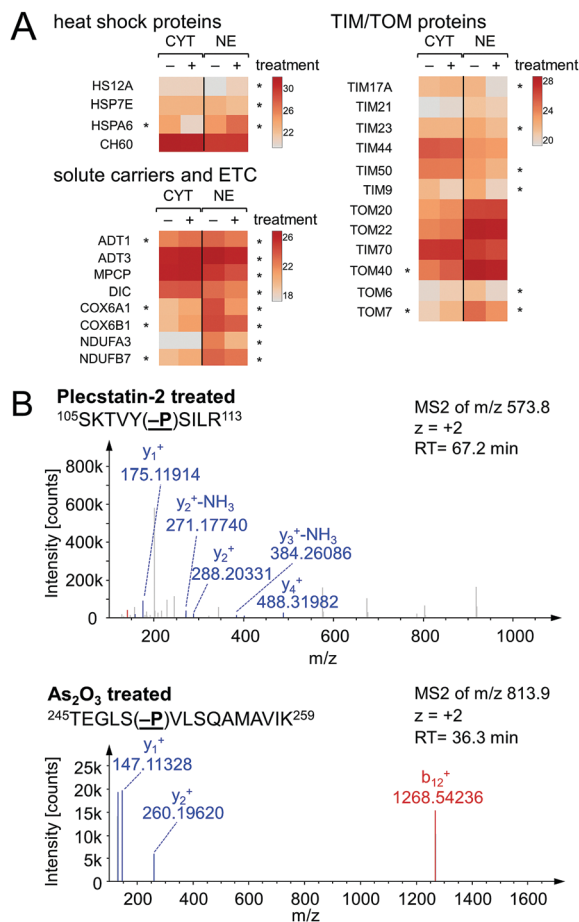 A
heat shock proteins
CYT NE
– + – + treatment
HS12A *
HSP7E *
HSPA6 * *
CH60
32
30
26
22
solute carriers and ETC
CYT NE
– + – + treatment
ADT1 * *
ADT3 *
MPCP *
DIC *
COX6A1 * *
COX6B1 * *
NDUFA3 *
NDUFB7 * *
26
22
18
TIM/TOM proteins
CYT NE
– + – + treatment
TIM17A *
TIM21
TIM23 *
TIM44
TIM50 *
TIM9 *
TOM20
TOM22
TIM70
TOM40 *
TOM6 *
TOM7 * *
28
26
24
22
20
B
Plecstatin-2 treated
¹⁰⁵SKTVY(–P)SILR¹¹³
MS2 of m/z 573.8
z = +2
RT= 67.2 min
Intensity [counts]
800k
600k
400k
200k
0
y₁⁺
175.11914
y₂⁺-NH₃
271.17740
y₂⁺
288.20331
y₃⁺-NH₃
384.26086
y₄⁺
488.31982
200 400 600 800 1000
m/z
As₂O₃ treated
²⁴⁵TEGLS(–P)VLSQAMAVIK²⁵⁹
MS2 of m/z 813.9
z = +2
RT= 36.3 min
Intensity [counts]
25k
20k
15k
10k
5k
0
y₁⁺
147.11328
y₂⁺
260.19620
b₁₂⁺
1268.54236
200 400 600 800 1000 1200 1400 1600
m/z